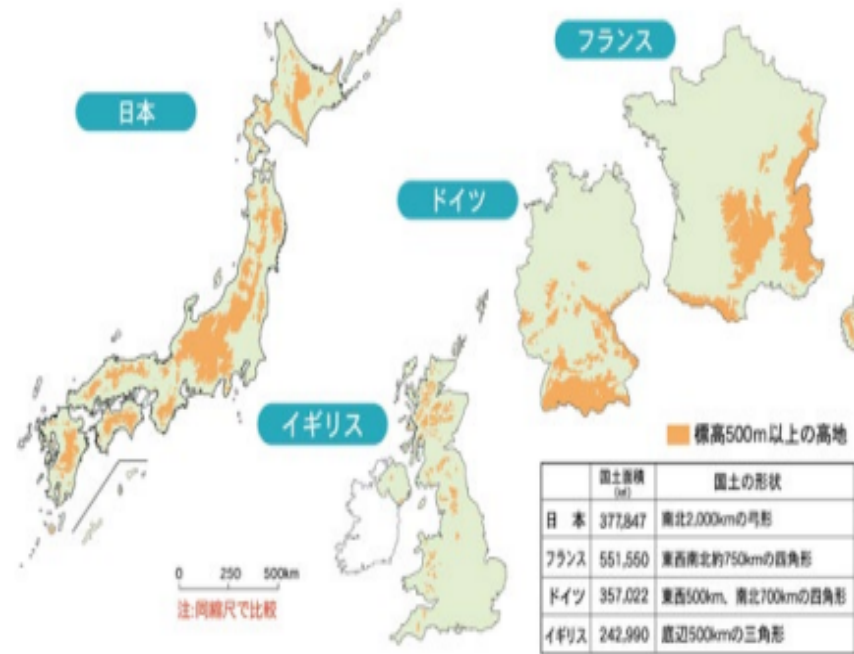 フランス
日本
ドイツ
イギリス
標高500m以上の高地
0 250 500km
注:同縮尺で比較
国土面積 国土の形状
(㎢)
日 本 377,847 南北2,000kmの弓形
フランス 551,550 東西南北約750kmの四角形
ドイツ 357,022 東西500km、南北700kmの四角形
イギリス 242,990 底辺500kmの三角形